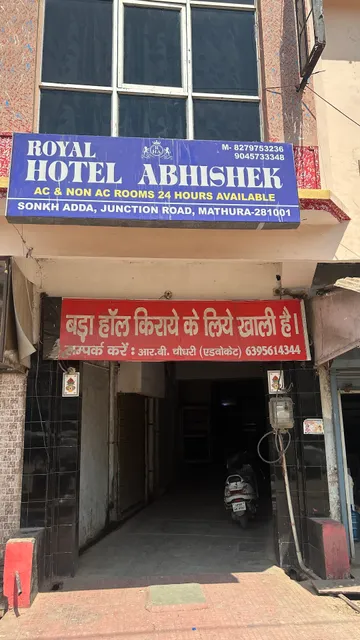 ROYAL
HOTEL ABHISHEK
M- 8279753236
9045733348
AC & NON AC ROOMS 24 HOURS AVAILABLE
SONKH ADDA, JUNCTION ROAD, MATHURA-281001
बड़ा हॉल किराये के लिये खाली है।
सम्पर्क करें : आर.बी. चौधरी (एडवोकेट) 6395614344